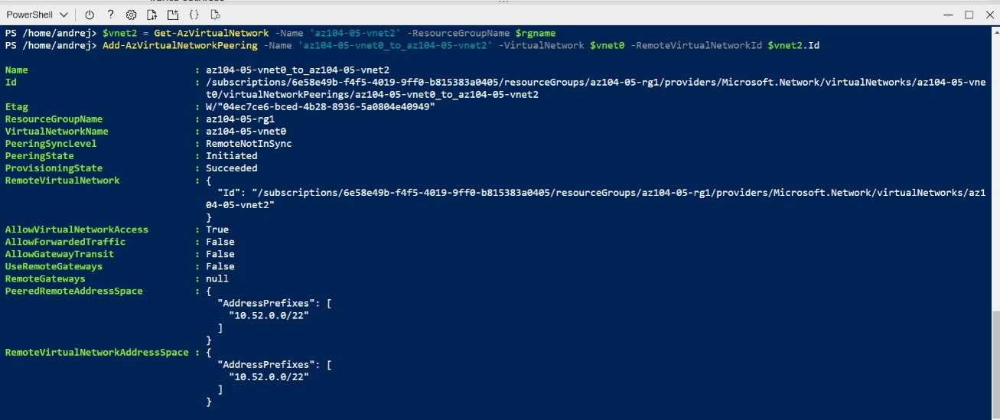 PowerShell
PS /home/andrej> $vnet2 = Get-AzVirtualNetwork -Name 'az104-05-vnet2' -ResourceGroupName $rgname
PS /home/andrej> Add-AzVirtualNetworkPeering -Name 'az104-05-vnet0_to_az104-05-vnet2' -VirtualNetwork $vnet0 -RemoteVirtualNetworkId $vnet2.Id
Name : az104-05-vnet0_to_az104-05-vnet2
Id : /subscriptions/6e58e49b-f4f5-4019-9ff0-b815383a0405/resourceGroups/az104-05-rg1/providers/Microsoft.Network/virtualNetworks/az104-05-vne
t0/virtualNetworkPeerings/az104-05-vnet0_to_az104-05-vnet2
Etag : W/"04ec7ce6-bced-4b28-8936-5a0804e40949"
ResourceGroupName : az104-05-rg1
VirtualNetworkName : az104-05-vnet0
PeeringSyncLevel : RemoteNotInSync
PeeringState : Initiated
ProvisioningState : Succeeded
RemoteVirtualNetwork : {
"Id": "/subscriptions/6e58e49b-f4f5-4019-9ff0-b815383a0405/resourceGroups/az104-05-rg1/providers/Microsoft.Network/virtualNetworks/az1
04-05-vnet2"
}
AllowVirtualNetworkAccess : True
AllowForwardedTraffic : False
AllowGatewayTransit : False
UseRemoteGateways : False
RemoteGateways : null
PeeredRemoteAddressSpace : {
"AddressPrefixes": [
"10.52.0.0/22"
]
}
RemoteVirtualNetworkAddressSpace : {
"AddressPrefixes": [
"10.52.0.0/22"
]
}